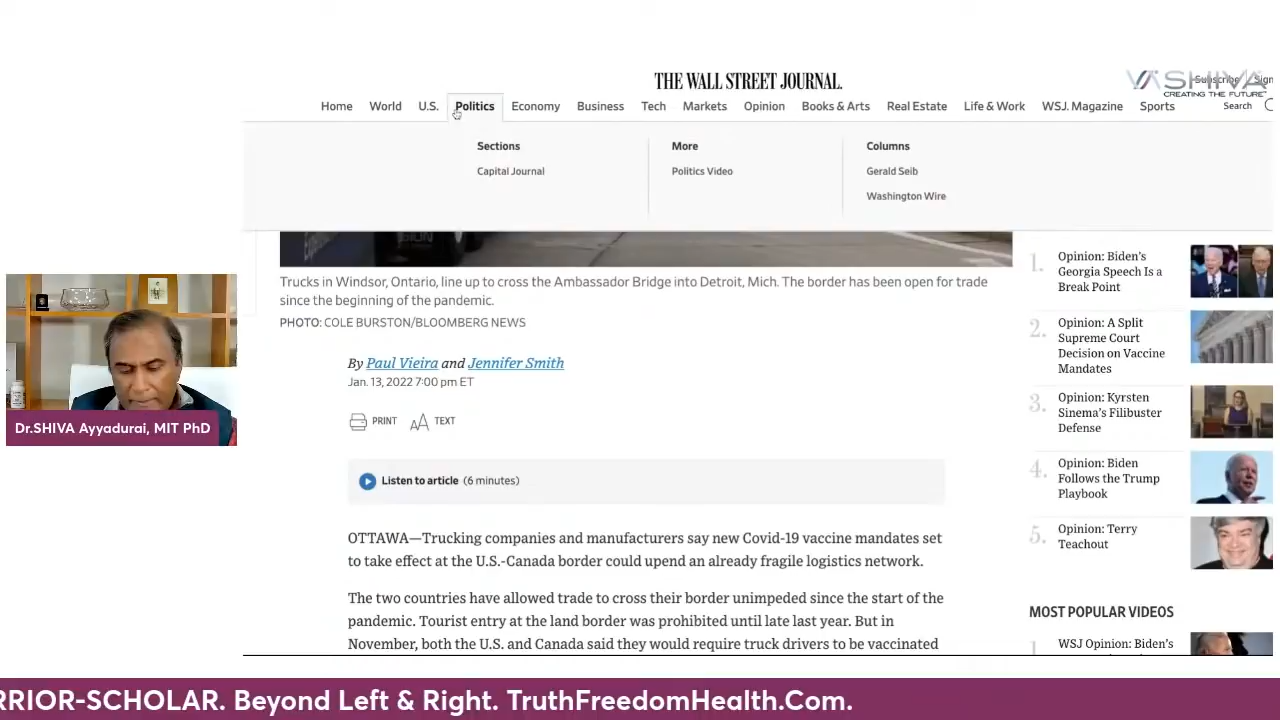 THE WALL STREET JOURNAL.
Subscribe
Sign
VASHIVA
CREATING THE FUTURE™
Home World U.S. Politics Economy Business Tech Markets Opinion Books & Arts Real Estate Life & Work WSJ. Magazine Sports
Search
Sections
Capital Journal
More
Politics Video
Columns
Gerald Seib
Washington Wire
Trucks in Windsor, Ontario, line up to cross the Ambassador Bridge into Detroit, Mich. The border has been open for trade
since the beginning of the pandemic.
PHOTO: COLE BURSTON/BLOOMBERG NEWS
By Paul Vieira and Jennifer Smith
Jan. 13, 2022 7:00 pm ET
PRINT
AA TEXT
Listen to article (6 minutes)
OTTAWA—Trucking companies and manufacturers say new Covid-19 vaccine mandates set
to take effect at the U.S.-Canada border could upend an already fragile logistics network.
The two countries have allowed trade to cross their border unimpeded since the start of the
pandemic. Tourist entry at the land border was prohibited until late last year. But in
November, both the U.S. and Canada said they would require truck drivers to be vaccinated
1.
Opinion: Biden's
Georgia Speech Is a
Break Point
2.
Opinion: A Split
Supreme Court
Decision on Vaccine
Mandates
3.
Opinion: Kyrsten
Sinema's Filibuster
Defense
4.
Opinion: Biden
Follows the Trump
Playbook
5.
Opinion: Terry
Teachout
MOST POPULAR VIDEOS
WSJ Opinion: Biden's
Dr.SHIVA Ayyadurai, MIT PhD
RRIOR-SCHOLAR. Beyond Left & Right. TruthFreedomHealth.Com.